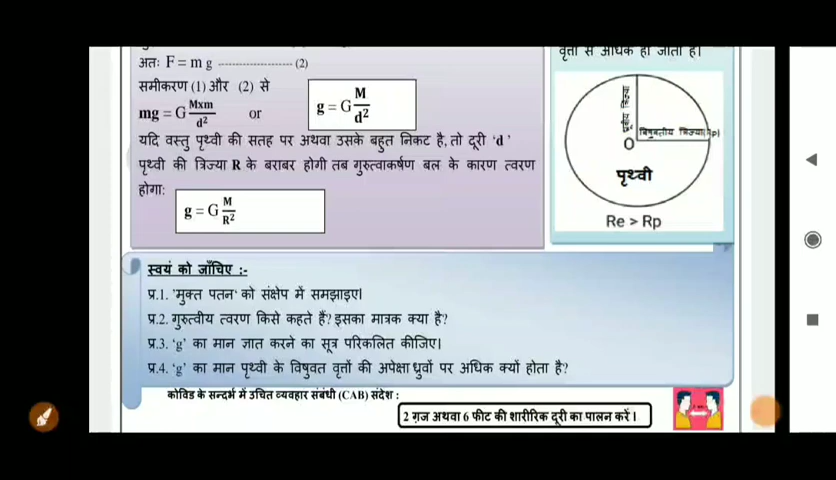 अतः F = m g -------------------- (2)
समीकरण (1) और (2) से
mg = G Mxm/d² or g = G M/d²
यदि वस्तु पृथ्वी की सतह पर अथवा उसके बहुत निकट है, तो दूरी 'd'
पृथ्वी की त्रिज्या R के बराबर होगी तब गुरुत्वाकर्षण बल के कारण त्वरण
होगा:
g = G M/R²
वृत्तों से अधिक हो जाता है।
ध्रुवीय त्रिज्या
बिषुबतीय त्रिज्या(Rp)
O
पृथ्वी
Re > Rp
स्वयं को जाँचिए :-
प्र.1. 'मुक्त पतन' को संक्षेप में समझाइए।
प्र.2. गुरुत्वीय त्वरण किसे कहते हैं? इसका मात्रक क्या है?
प्र.3. 'g' का मान ज्ञात करने का सूत्र परिकलित कीजिए।
प्र.4. 'g' का मान पृथ्वी के विषुवत वृत्तों की अपेक्षा ध्रुवों पर अधिक क्यों होता है?
कोविड के सन्दर्भ में उचित व्यवहार संबंधी (CAB) संदेश :
2 ग़ज अथवा 6 फीट की शारीरिक दूरी का पालन करें।